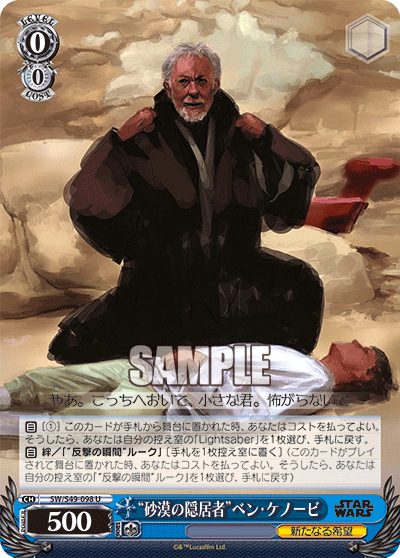 LEVEL
0
0
COST
SAMPLE
やあ。こっちへおいで、小さな君。怖がらないで
自 [①] このカードが手札から舞台に置かれた時、あなたはコストを払ってよい。
そうしたら、あなたは自分の控え室の「Lightsaber」を1枚選び、手札に戻す。
自 絆／「“反撃の瞬間”ルーク」 [手札を1枚控え室に置く] (このカードがプレイ
されて舞台に置かれた時、あなたはコストを払ってよい。そうしたら、あなたは
自分の控え室の「“反撃の瞬間”ルーク」を1枚選び、手札に戻す)
CH
SW/S49-098 U
“砂漠の隠居者”ベン・ケノービ
STAR WARS
500
新たなる希望
©&™Lucasfilm Ltd.